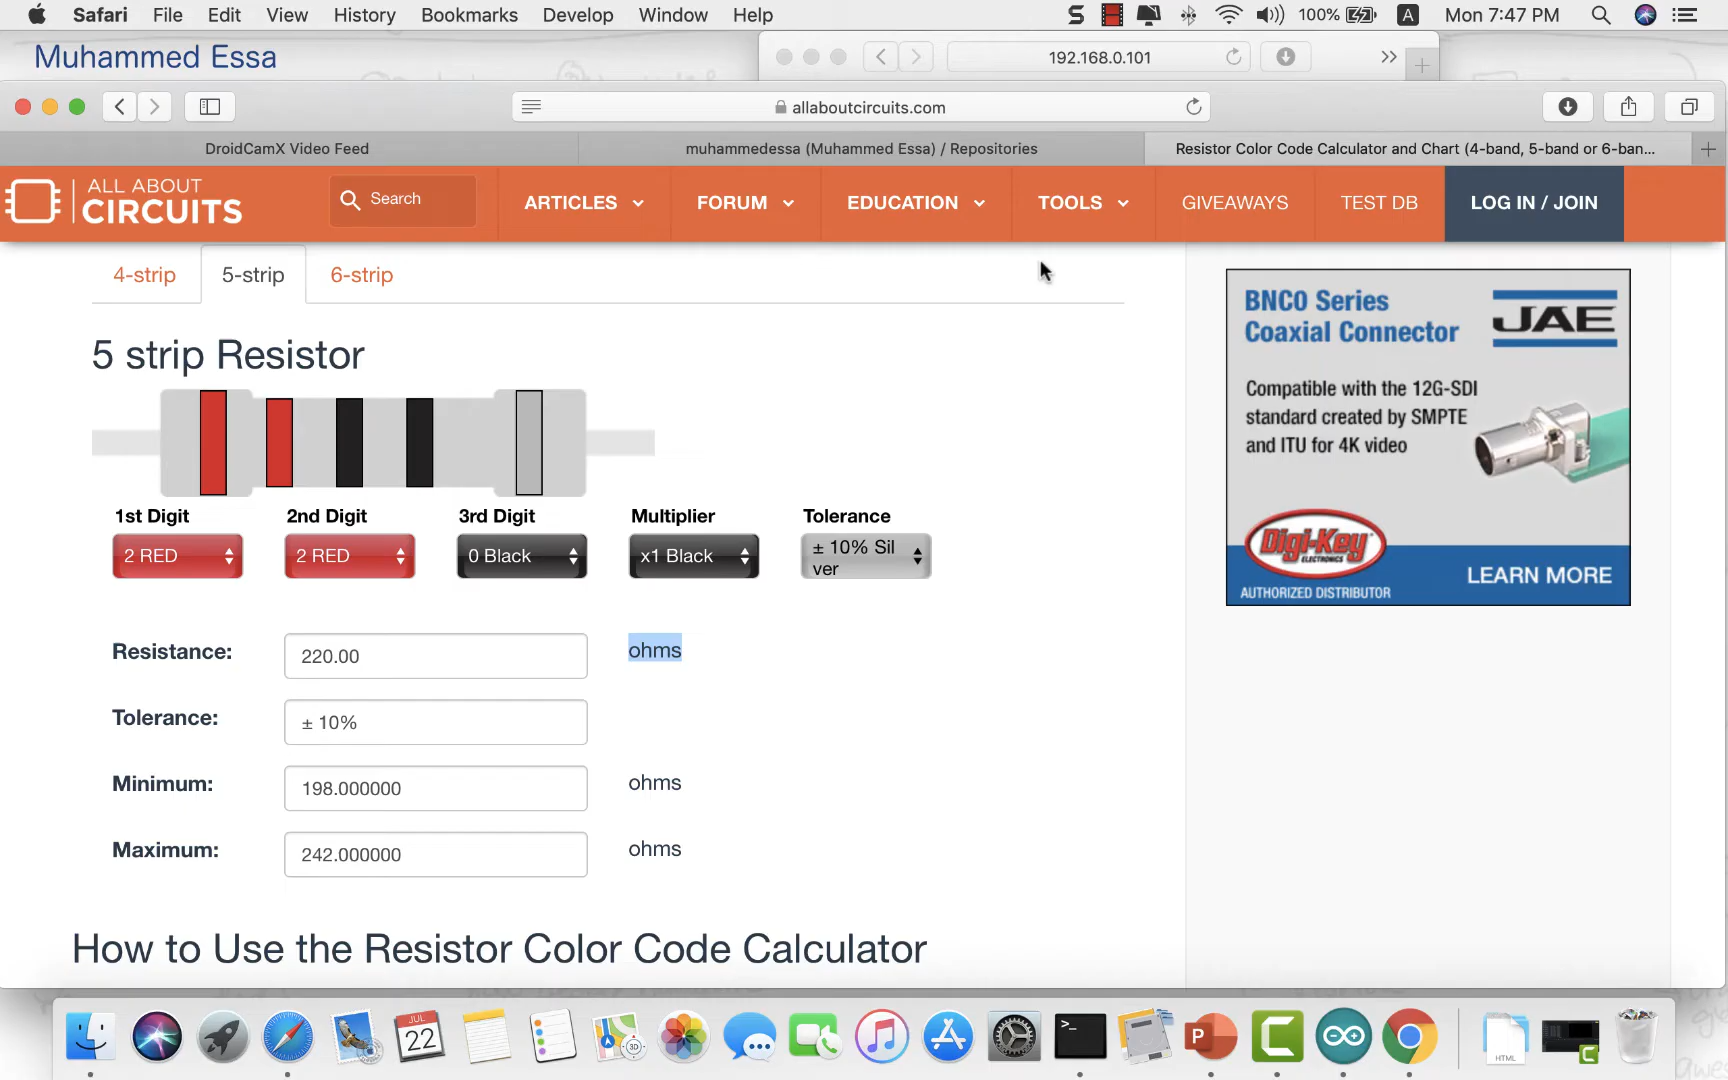 Safari File Edit View History Bookmarks Develop Window Help 100% A Mon 7:47 PM
Muhammed Essa
192.168.0.101
allaboutcircuits.com
DroidCamX Video Feed muhammedessa (Muhammed Essa) / Repositories Resistor Color Code Calculator and Chart (4-band, 5-band or 6-ban...
ALL ABOUT
CIRCUITS
Search ARTICLES FORUM EDUCATION TOOLS GIVEAWAYS TEST DB LOG IN / JOIN
4-strip 5-strip 6-strip
5 strip Resistor
1st Digit 2nd Digit 3rd Digit Multiplier Tolerance
2 RED 2 RED 0 Black x1 Black ± 10% Sil
ver
Resistance: 220.00 ohms
Tolerance: ± 10%
Minimum: 198.000000 ohms
Maximum: 242.000000 ohms
How to Use the Resistor Color Code Calculator
BNC0 Series
Coaxial Connector
JAE
Compatible with the 12G-SDI
standard created by SMPTE
and ITU for 4K video
Digi-Key
ELECTRONICS
AUTHORIZED DISTRIBUTOR
LEARN MORE
JUL
22
3D
HTML